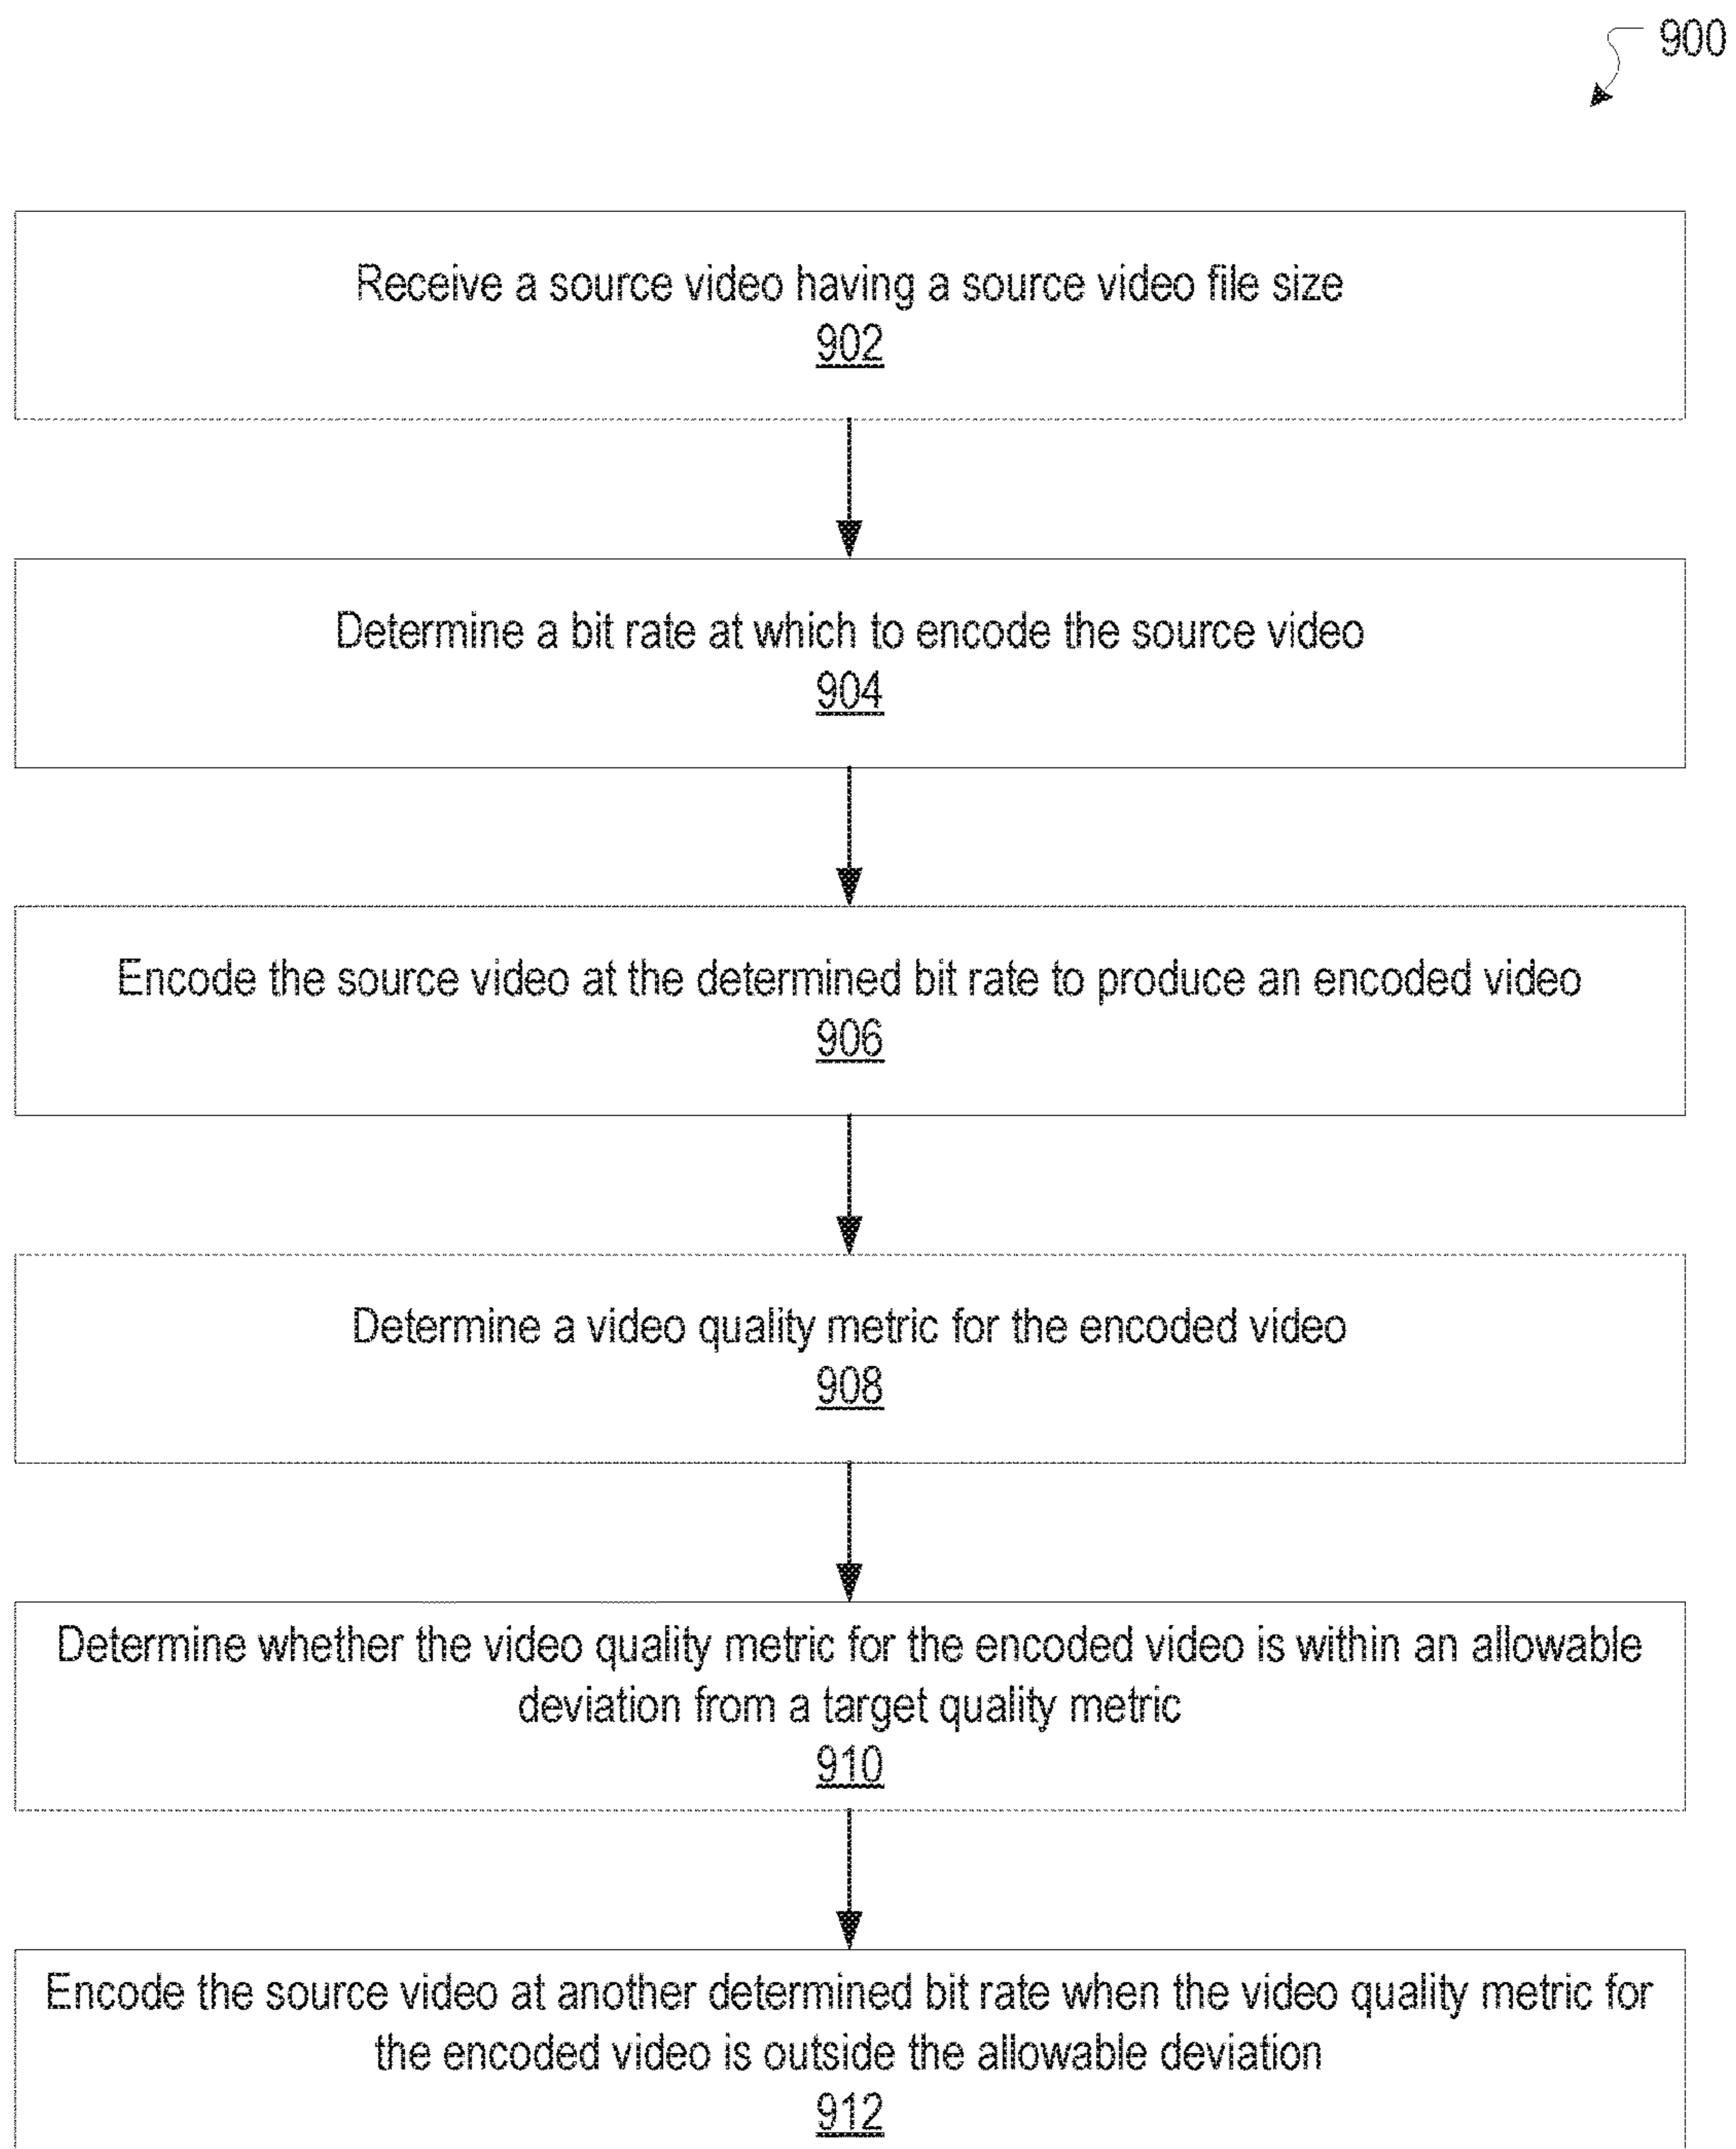 900
Receive a source video having a source video file size
902
Determine a bit rate at which to encode the source video
904
Encode the source video at the determined bit rate to produce an encoded video
906
Determine a video quality metric for the encoded video
908
Determine whether the video quality metric for the encoded video is within an allowable
deviation from a target quality metric
910
Encode the source video at another determined bit rate when the video quality metric for
the encoded video is outside the allowable deviation
912